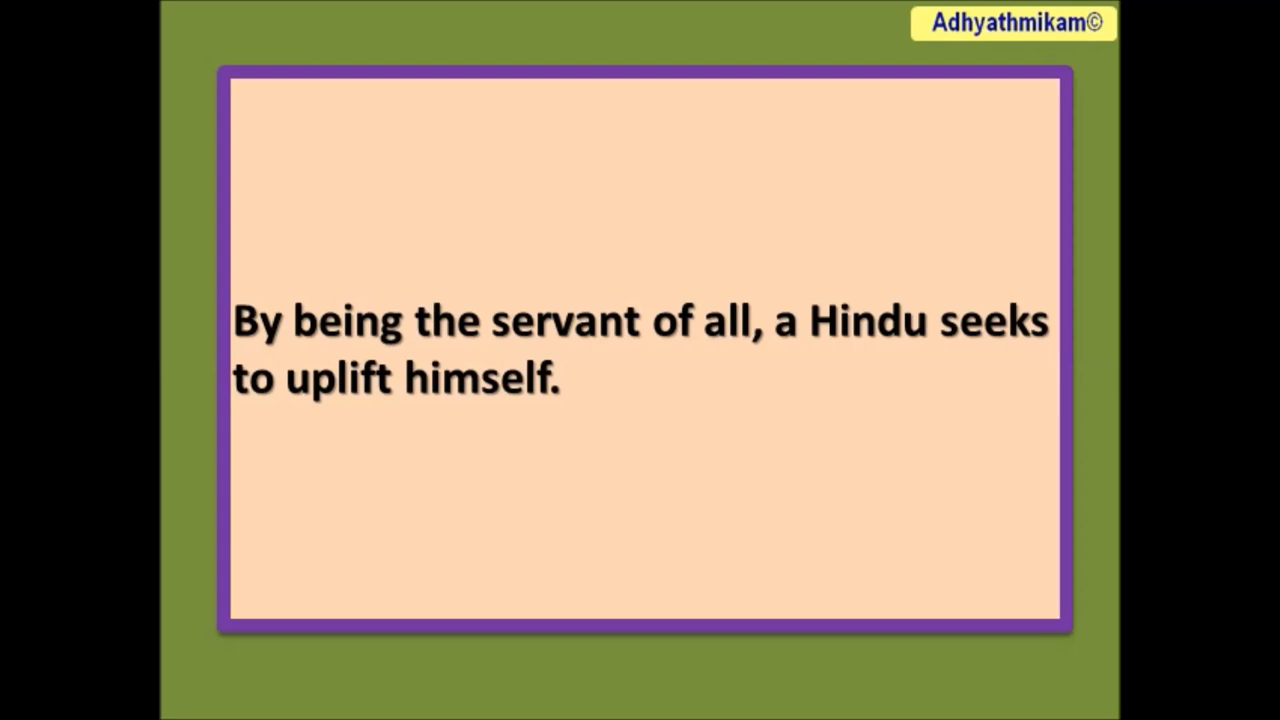 Adhyathmikam©
By being the servant of all, a Hindu seeks
to uplift himself.